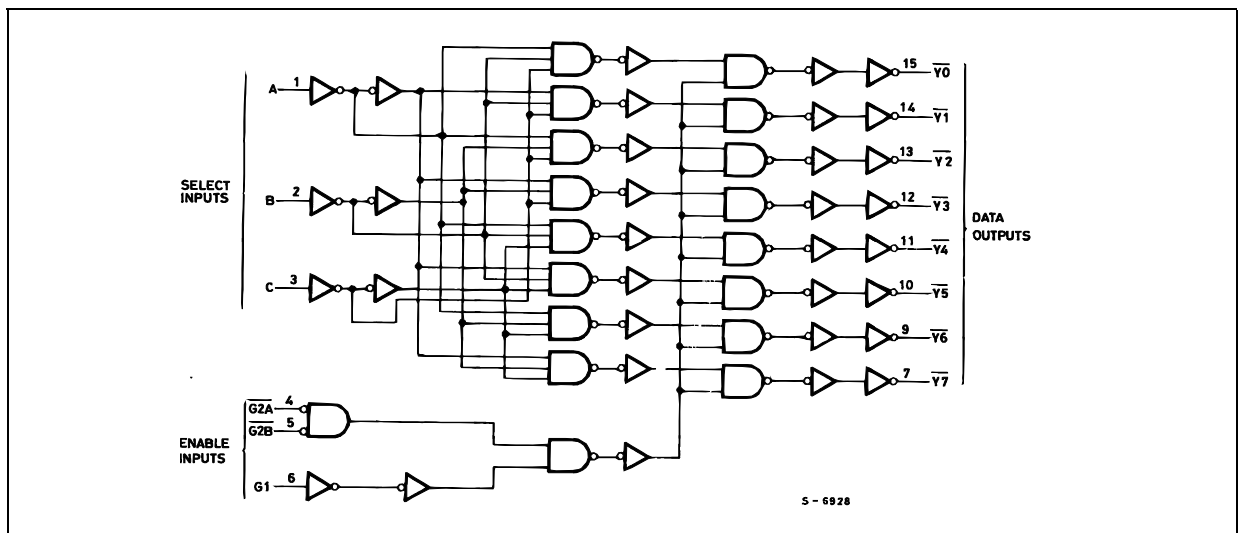 SELECT
INPUTS
A 1
B 2
C 3
ENABLE
INPUTS
G2A 4
G2B 5
G1 6
15 Y0
14 Y1
13 Y2
12 Y3
11 Y4
10 Y5
9 Y6
7 Y7
DATA
OUTPUTS
S - 6928